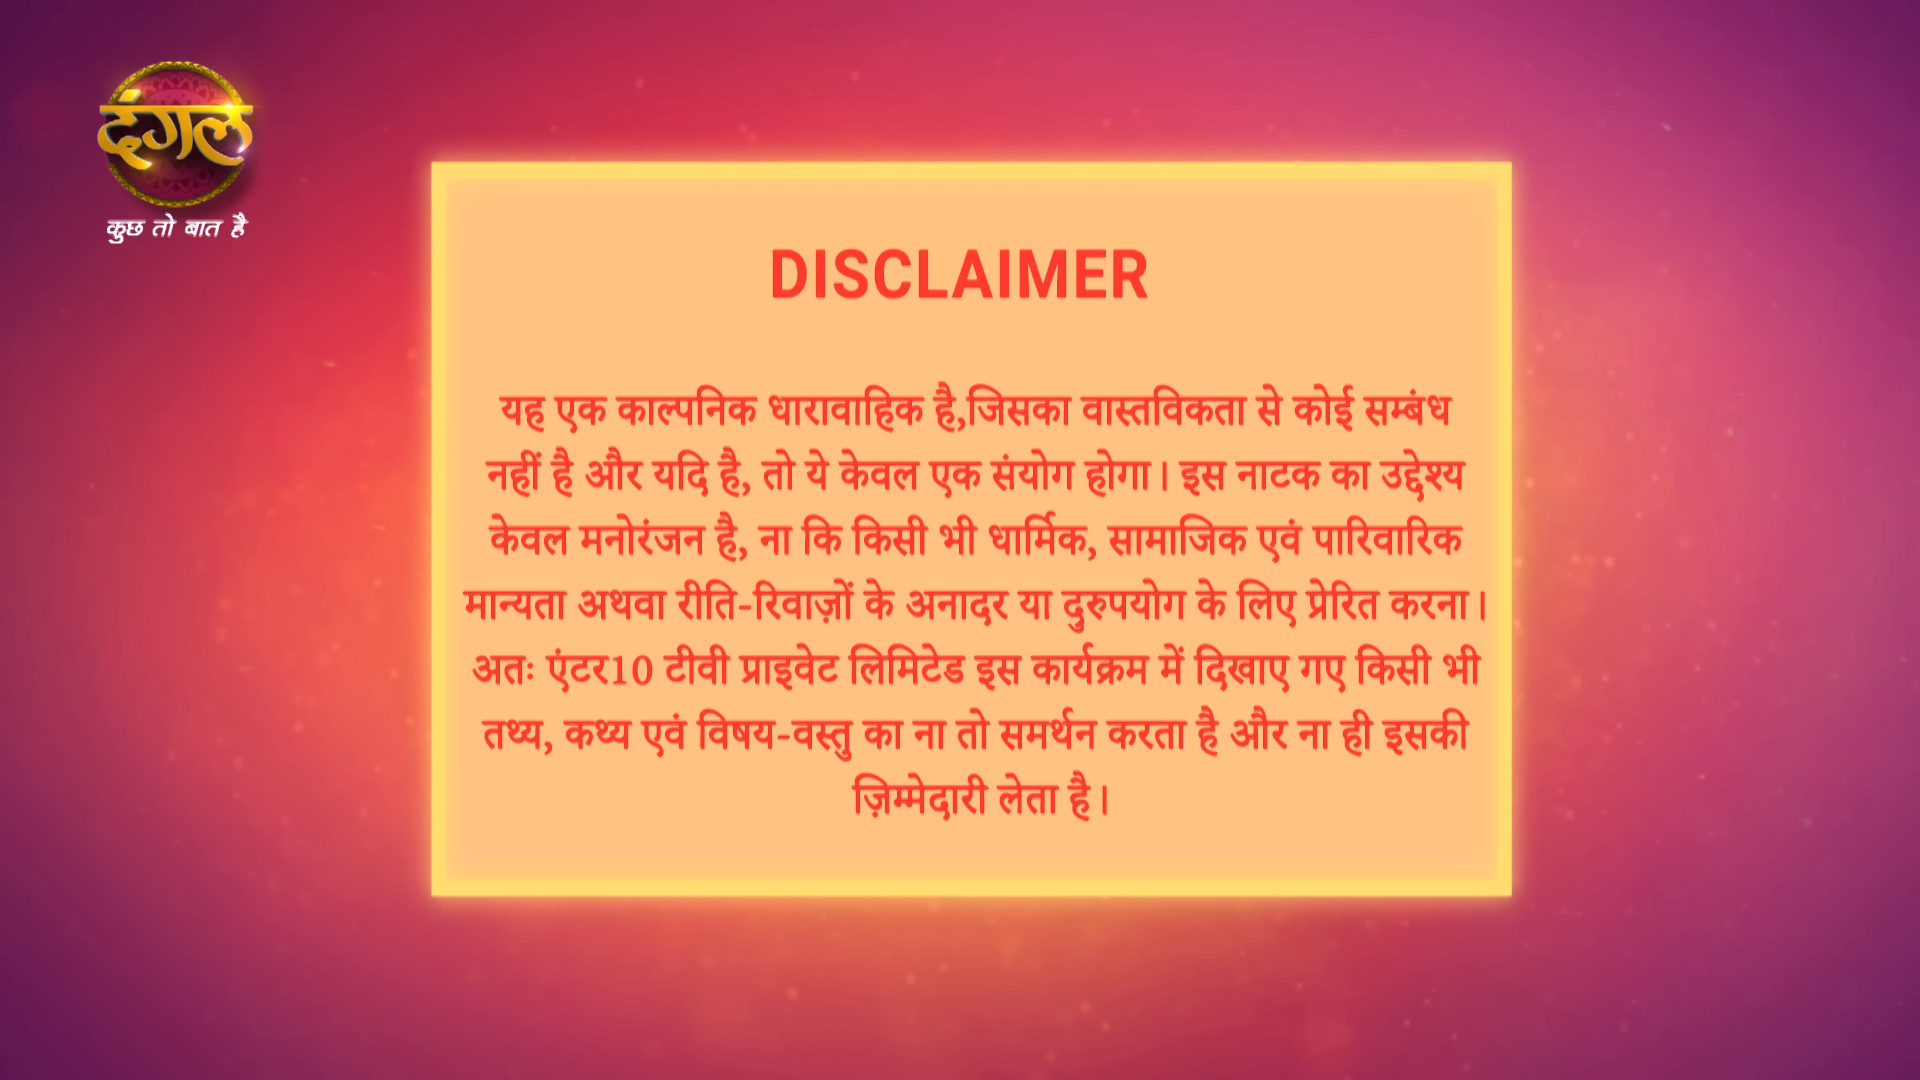 दंगल
कुछ तो बात है
DISCLAIMER
यह एक काल्पनिक धारावाहिक है,जिसका वास्तविकता से कोई सम्बंध
नहीं है और यदि है, तो ये केवल एक संयोग होगा। इस नाटक का उद्देश्य
केवल मनोरंजन है, ना कि किसी भी धार्मिक, सामाजिक एवं पारिवारिक
मान्यता अथवा रीति-रिवाज़ों के अनादर या दुरुपयोग के लिए प्रेरित करना।
अतः एंटर10 टीवी प्राइवेट लिमिटेड इस कार्यक्रम में दिखाए गए किसी भी
तथ्य, कथ्य एवं विषय-वस्तु का ना तो समर्थन करता है और ना ही इसकी
ज़िम्मेदारी लेता है।